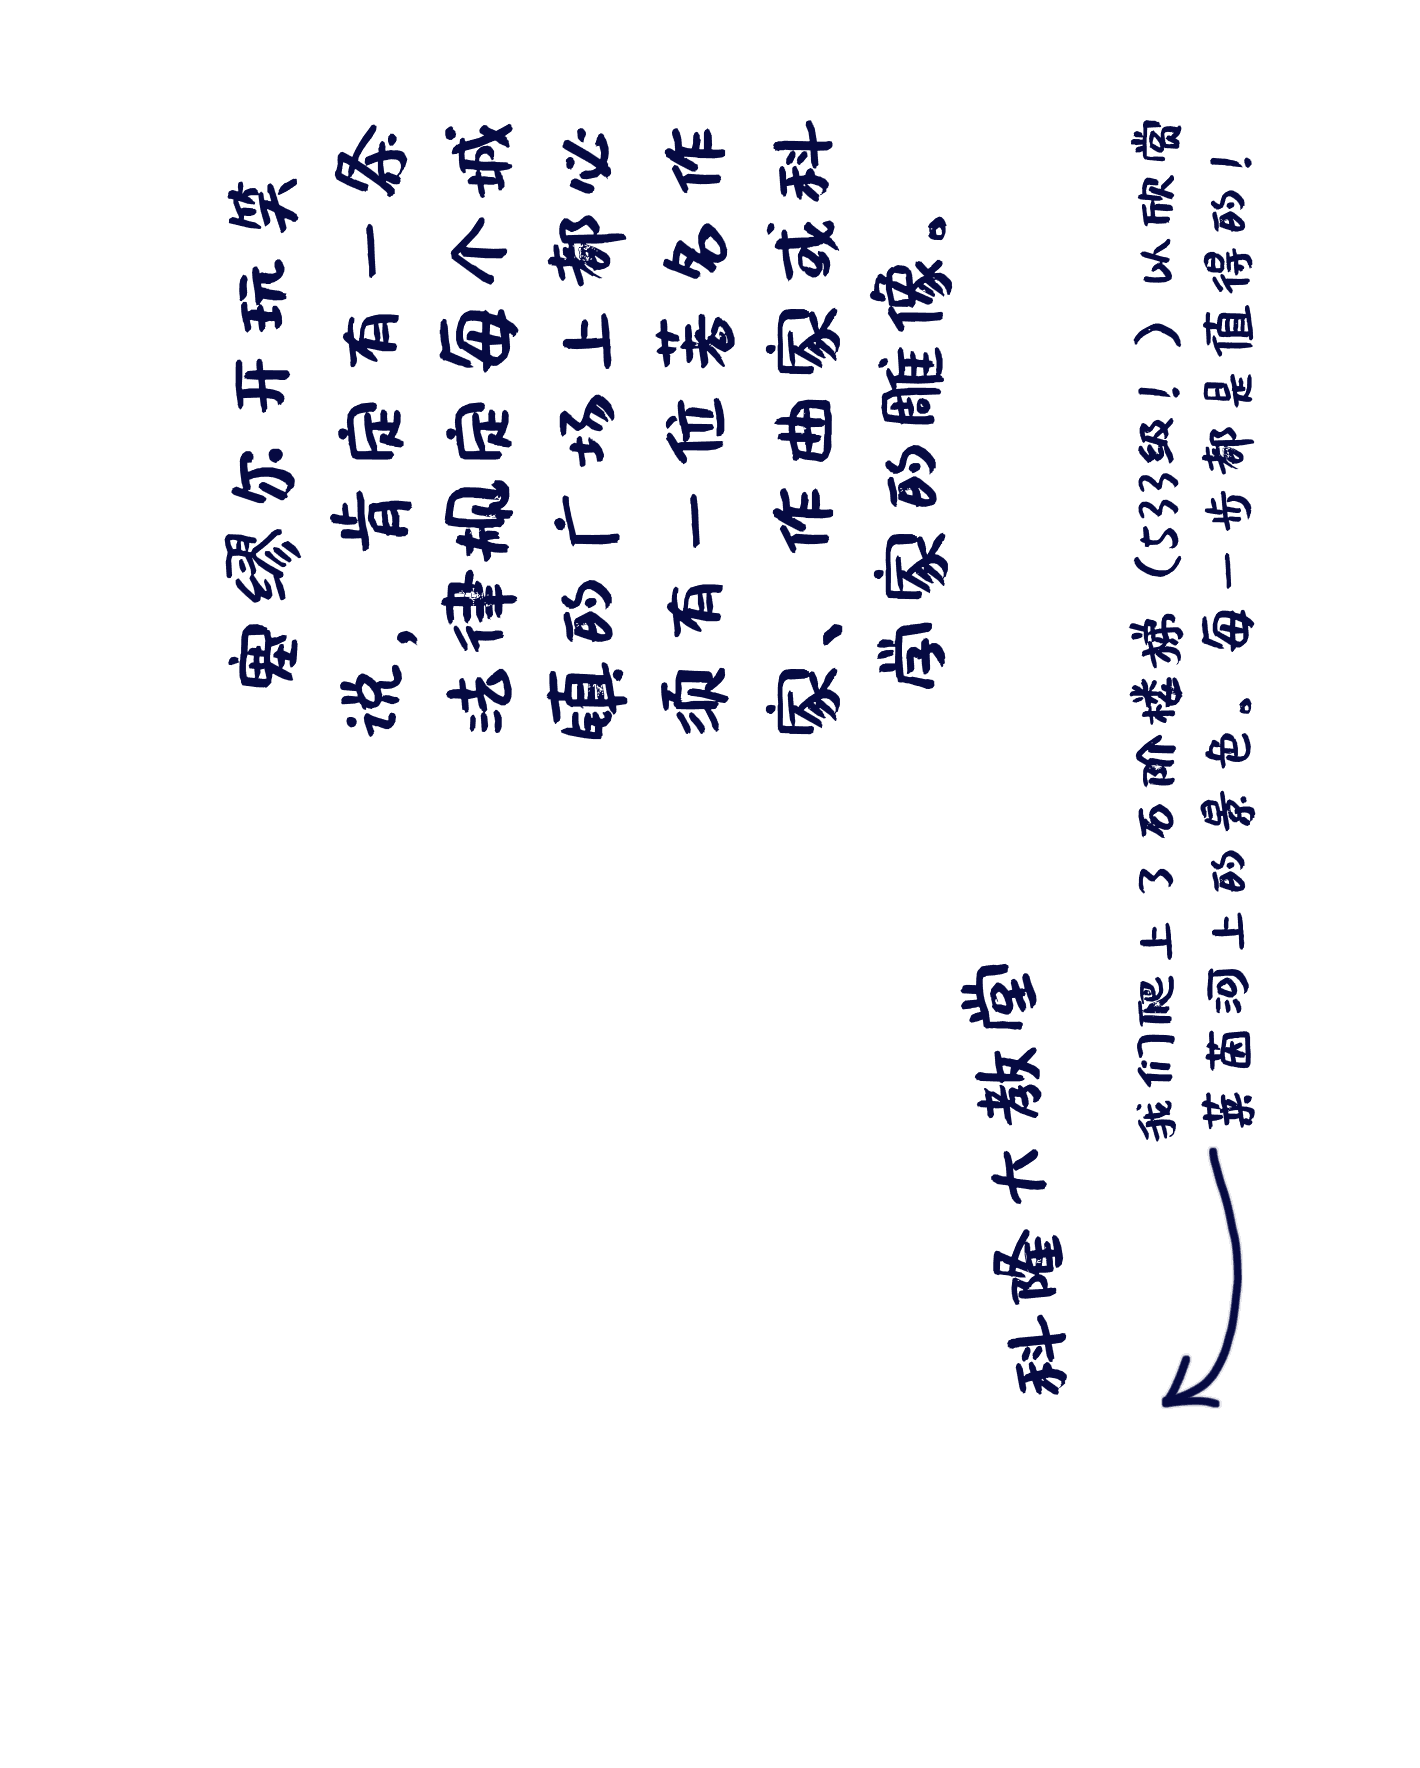 塞缪尔开玩笑
说，肯定有一条
法律规定每个城
镇的广场上都必
须有一位著名作
家、作曲家或科
学家的雕像。
科隆大教堂
我们爬上了石阶楼梯（533级！）以欣赏
莱茵河上的景色。每一步都是值得的！